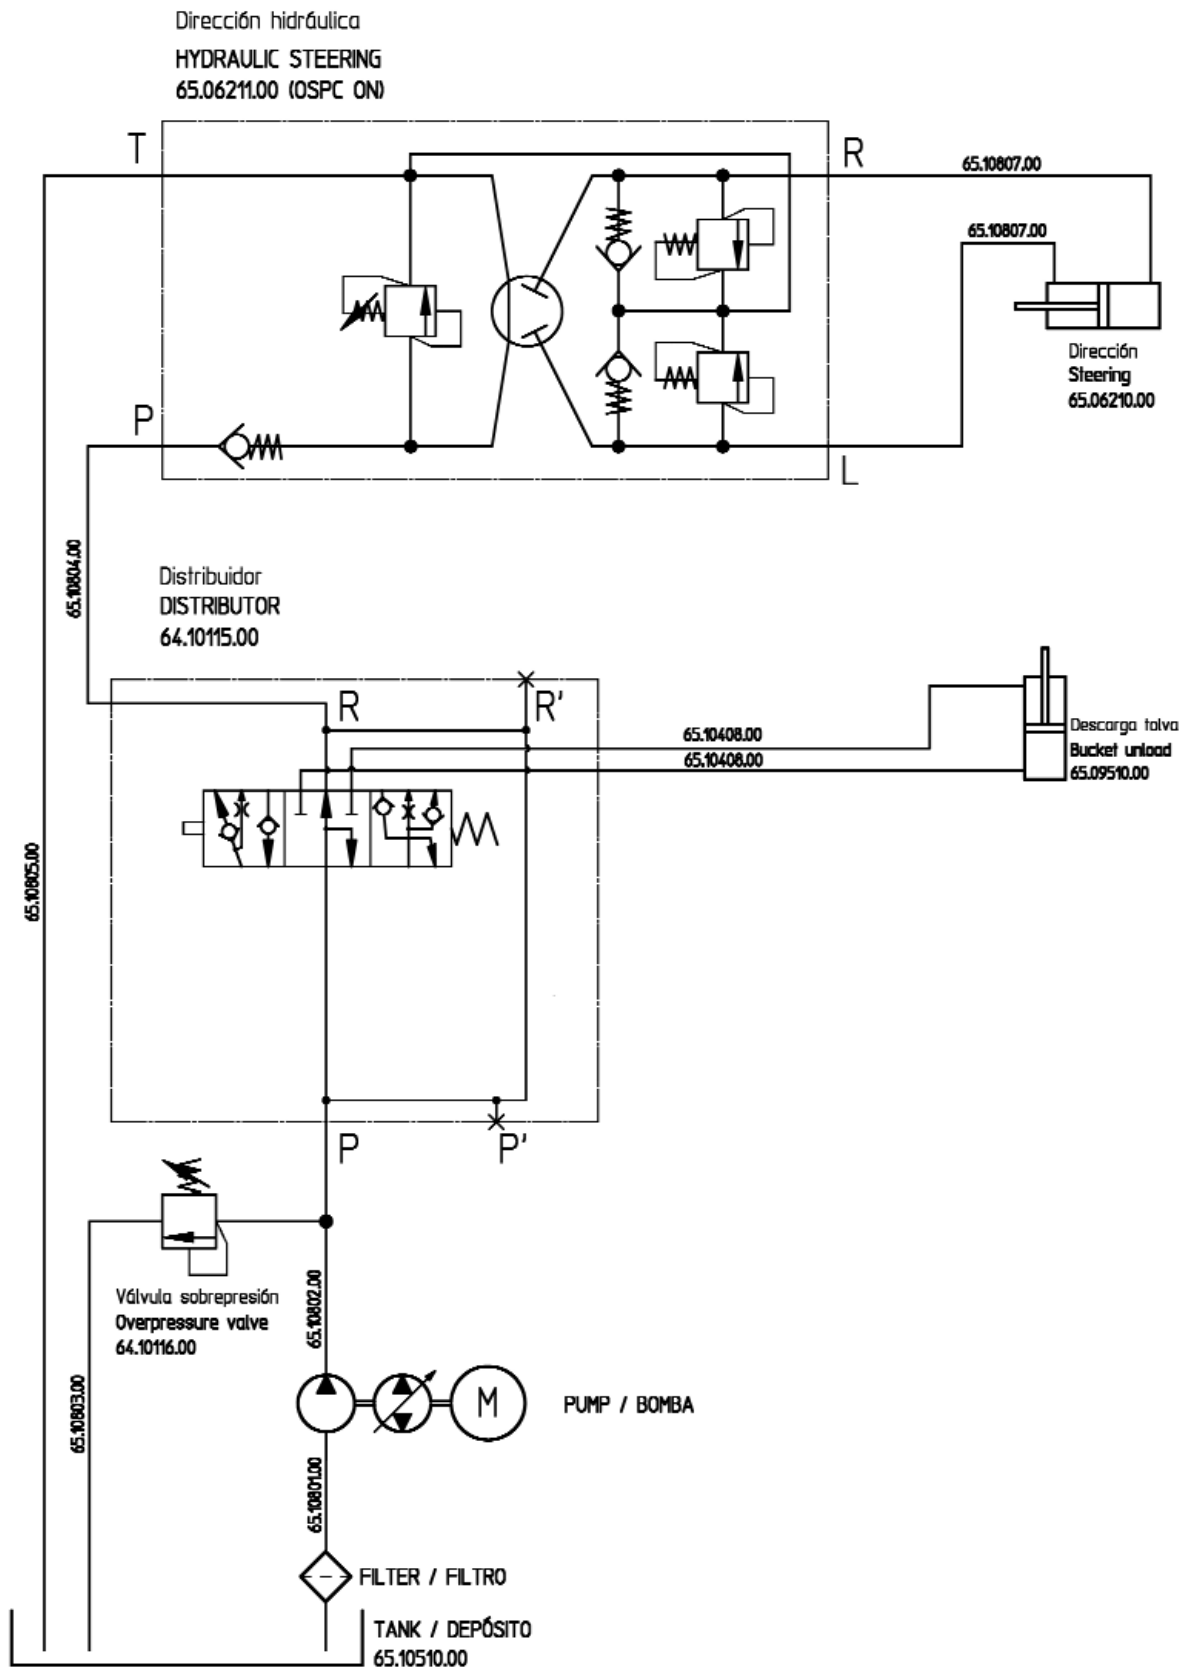 Dirección hidráulica
HYDRAULIC STEERING
65.06211.00 (OSPC ON)
T
R
65.10807.00
65.10807.00
Dirección
Steering
65.06210.00
P
L
65.10804.00
Distribuidor
DISTRIBUTOR
64.10115.00
R
R'
65.10408.00
65.10408.00
Descarga tolva
Bucket unload
65.09510.00
65.10805.00
P
P'
Válvula sobrepresión
Overpressure valve
64.10116.00
65.10802.00
65.10803.00
M
PUMP / BOMBA
65.10801.00
FILTER / FILTRO
TANK / DEPÓSITO
65.10510.00